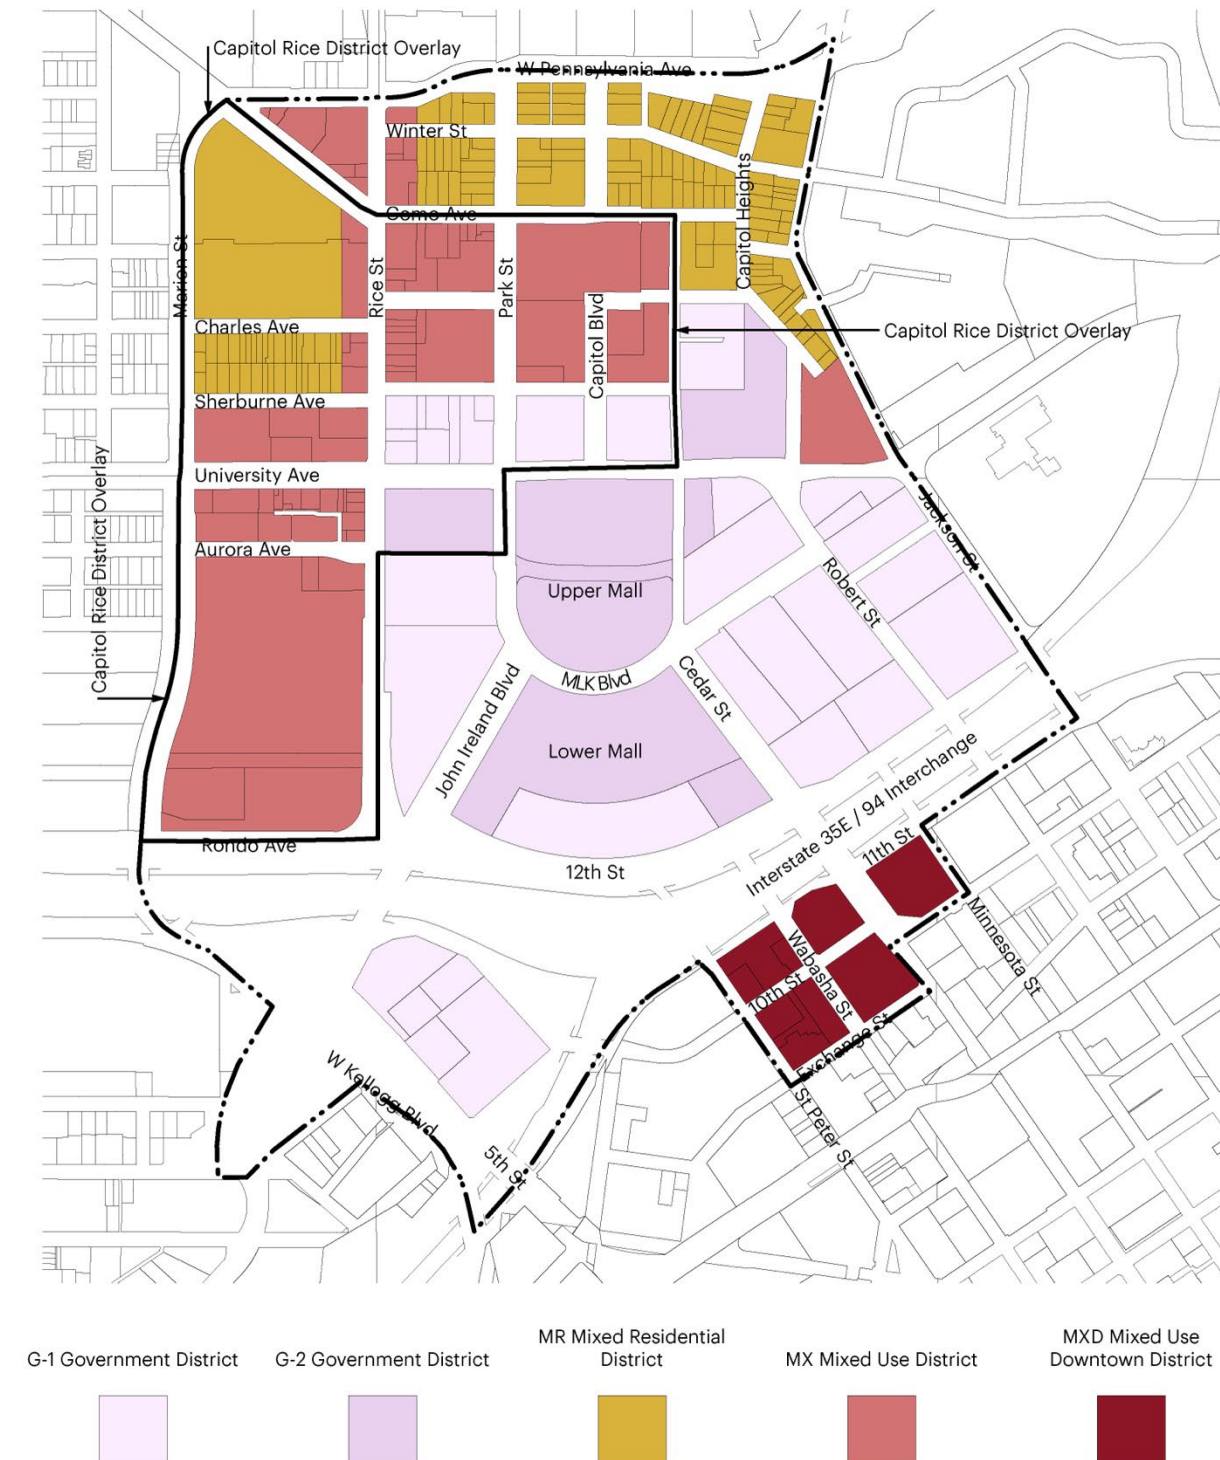 Capitol Rice District Overlay
W Pennsylvania Ave
Winter St
Capitol Heights
Como Ave
Marion St
Rice St
Park St
Capitol Blvd
Charles Ave
Capitol Rice District Overlay
Sherburne Ave
University Ave
Capitol Rice District Overlay
Aurora Ave
Jackson St
Robert St
Upper Mall
MLK Blvd
Cedar St
John Ireland Blvd
Lower Mall
Interstate 35E / 94 Interchange
Rondo Ave
12th St
11th St
Minnesota St
Wabasha St
10th St
Exchange St
W Kellogg Blvd
St Peter St
5th St
MR Mixed Residential
District
MXD Mixed Use
Downtown District
G-1 Government District
G-2 Government District
MX Mixed Use District